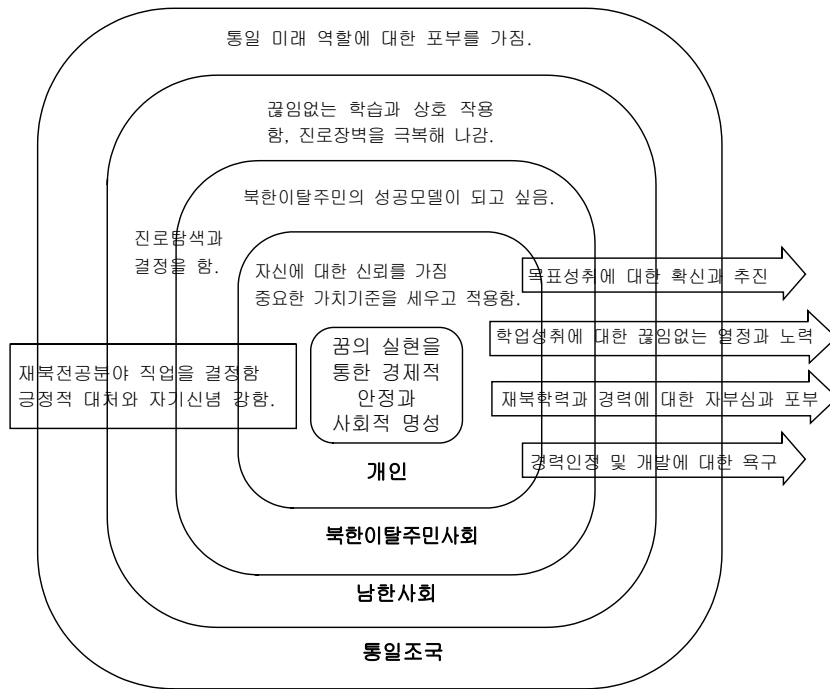 통일 미래 역할에 대한 포부를 가짐.
끊임없는 학습과 상호 작용
함, 진로장벽을 극복해 나감.
북한이탈주민의 성공모델이 되고 싶음.
진로탐색과
결정을 함.
자신에 대한 신뢰를 가짐
중요한 가치기준을 세우고 적용함.
목표성취에 대한 확신과 추진
학업성취에 대한 끊임없는 열정과 노력
재북전공분야 직업을 결정함
긍정적 대처와 자기신념 강함.
꿈의 실현을
통한 경제적
안정과
사회적 명성
재북학력과 경력에 대한 자부심과 포부
경력인정 및 개발에 대한 욕구
개인
북한이탈주민사회
남한사회
통일조국